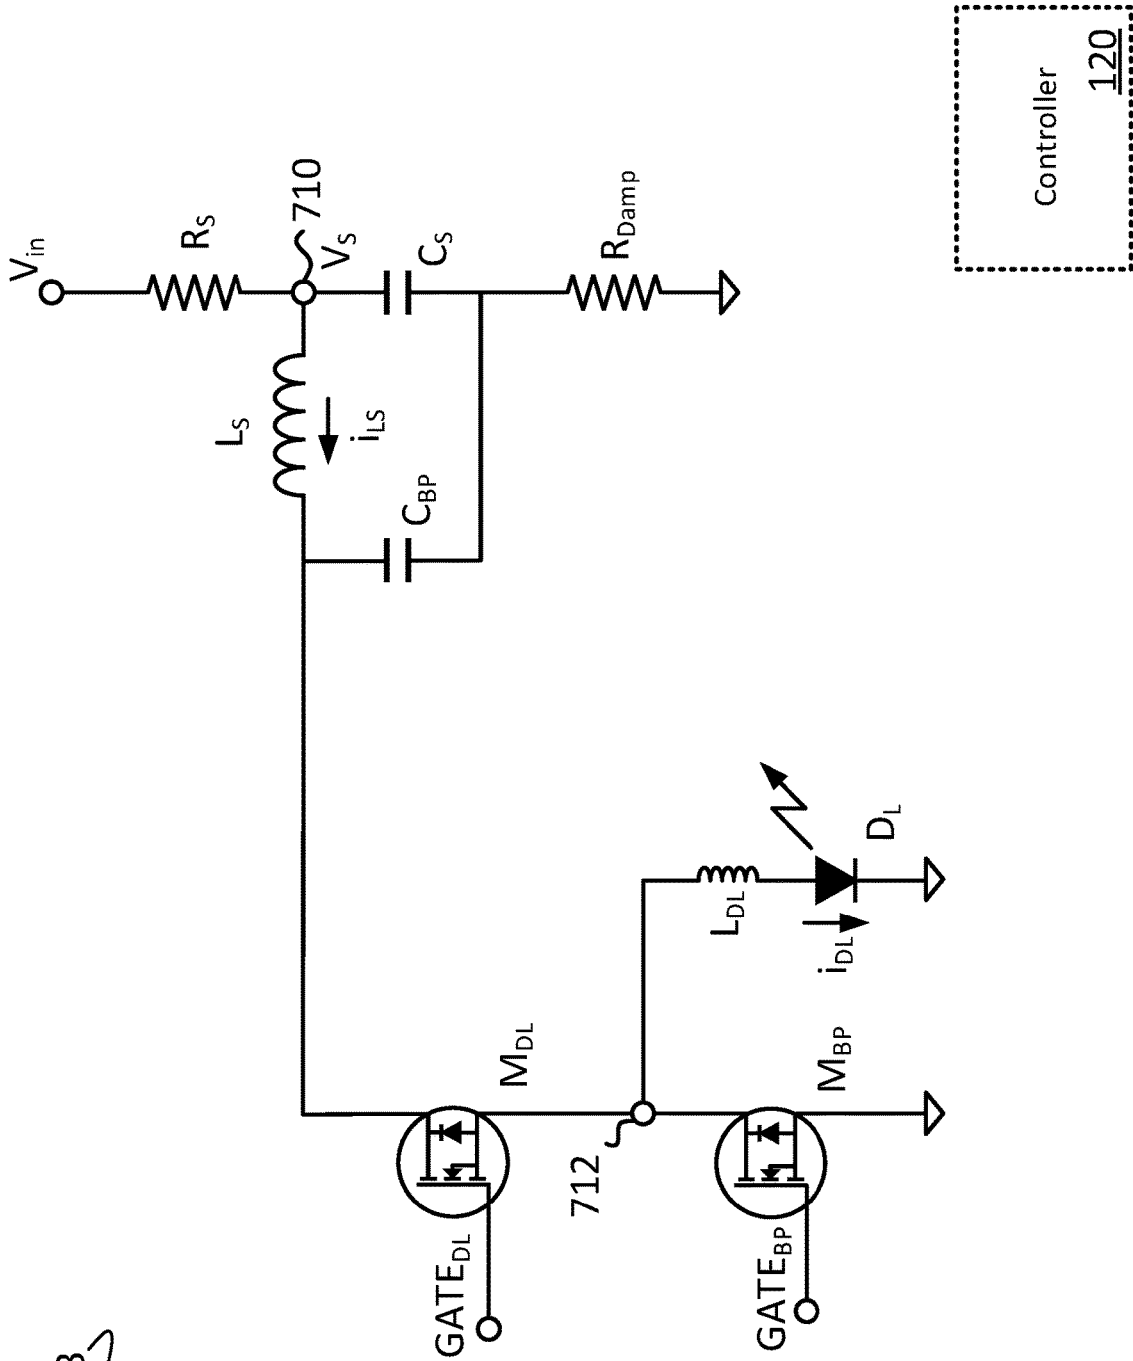 Vin
RS
710
VS
CS
RDamp
LS
iLS
CBP
Controller
120
MDL
LDL
DL
iDL
712
MBP
GATEDL
GATEBP